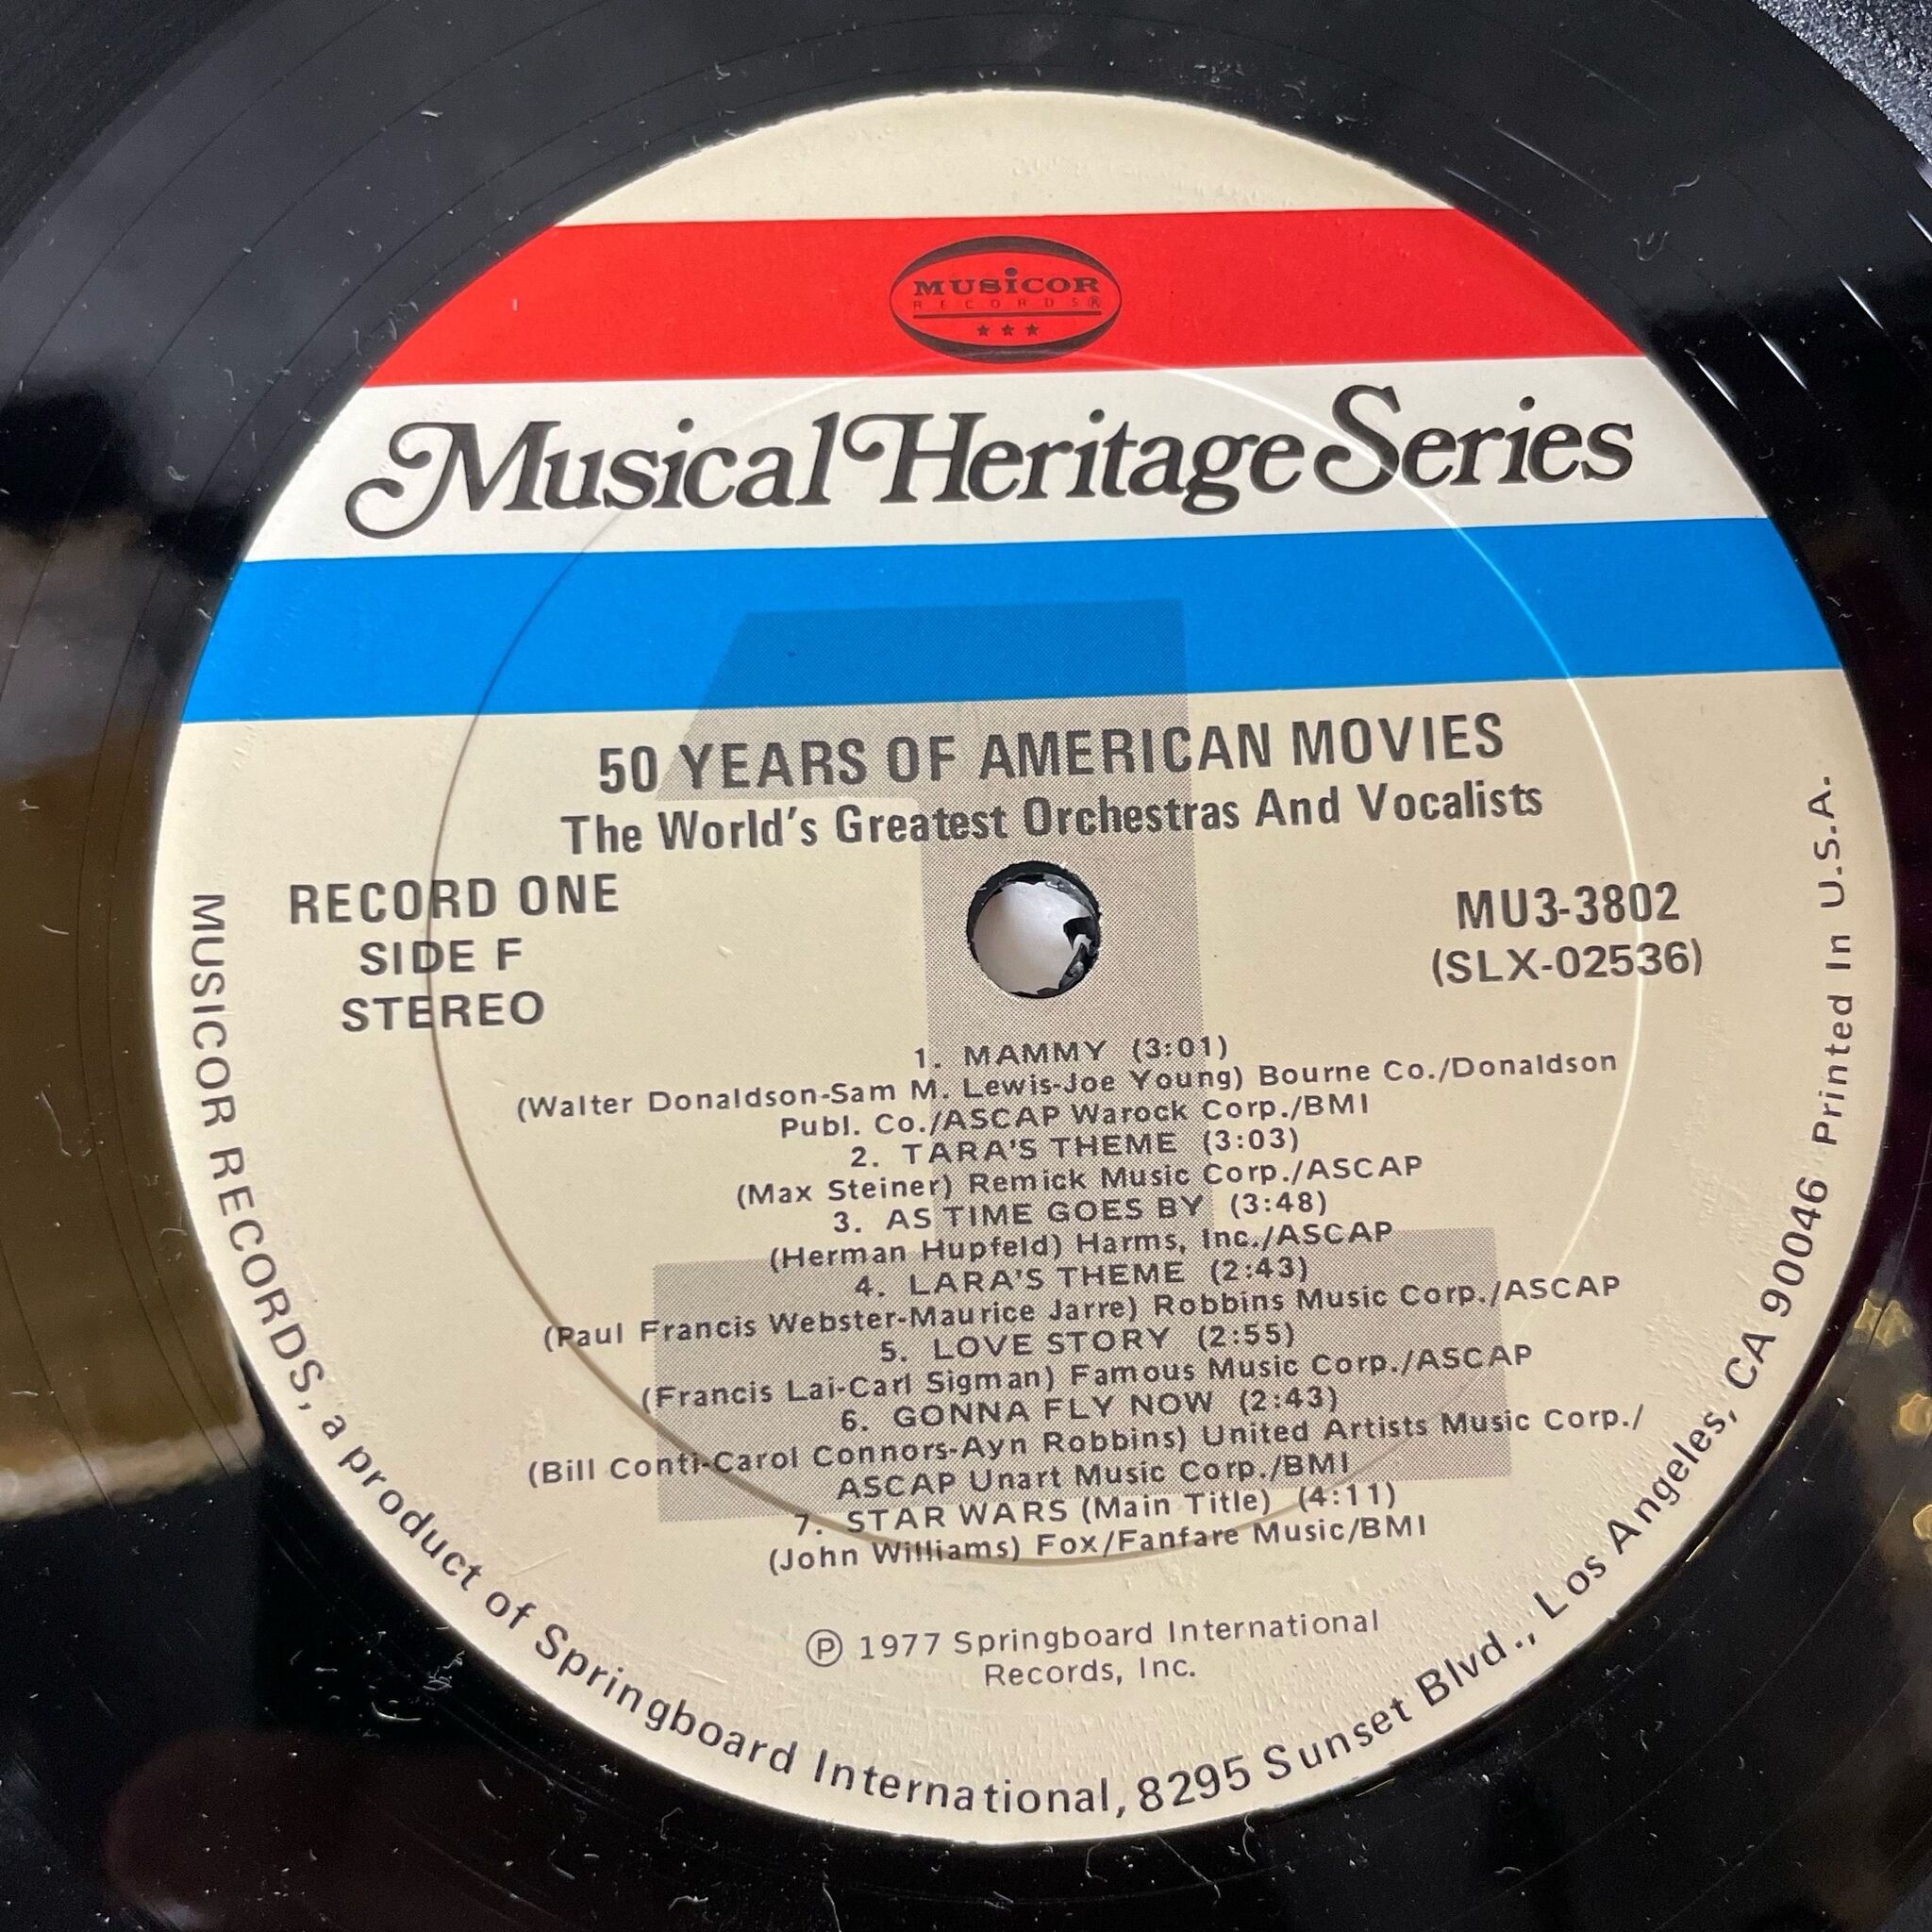 MUSICOR
RECORDS®
Musical Heritage Series
1
50 YEARS OF AMERICAN MOVIES
The World's Greatest Orchestras And Vocalists
RECORD ONE
SIDE F
STEREO
MU3-3802
(SLX-02536)
1. MAMMY (3:01)
(Walter Donaldson-Sam M. Lewis-Joe Young) Bourne Co./Donaldson
Publ. Co./ASCAP Warock Corp./BMI
2. TARA'S THEME (3:03)
(Max Steiner) Remick Music Corp./ASCAP
3. AS TIME GOES BY (3:48)
(Herman Hupfeld) Harms, Inc./ASCAP
4. LARA'S THEME (2:43)
(Paul Francis Webster-Maurice Jarre) Robbins Music Corp./ASCAP
5. LOVE STORY (2:55)
(Francis Lai-Carl Sigman) Famous Music Corp./ASCAP
6. GONNA FLY NOW (2:43)
(Bill Conti-Carol Connors-Ayn Robbins) United Artists Music Corp./
ASCAP Unart Music Corp./BMI
7. STAR WARS (Main Title) (4:11)
(John Williams) Fox/Fanfare Music/BMI
Ⓟ 1977 Springboard International
Records, Inc.
MUSICOR RECORDS, a product of Springboard International, 8295 Sunset Blvd., Los Angeles, CA 90046 Printed In U.S.A.